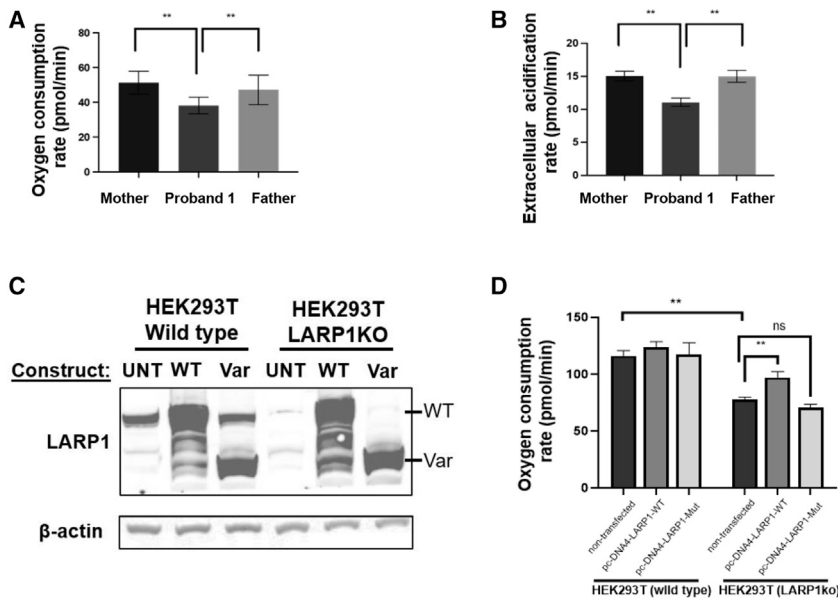 A
Oxygen consumption
rate (pmol/min)
80
60
40
20
0
**
**
Mother
Proband 1
Father
B
Extracellular acidification
rate (pmol/min)
20
15
10
5
0
**
**
Mother
Proband 1
Father
C
HEK293T
Wild type
HEK293T
LARP1KO
Construct:
UNT WT Var UNT WT Var
LARP1
WT
Var
β-actin
D
Oxygen consumption
rate (pmol/min)
150
100
50
0
**
ns
**
non-transfected
pc-DNA4-LARP1-WT
pc-DNA4-LARP1-Mut
non-transfected
pc-DNA4-LARP1-WT
pc-DNA4-LARP1-Mut
HEK293T (wild type)
HEK293T (LARP1ko)